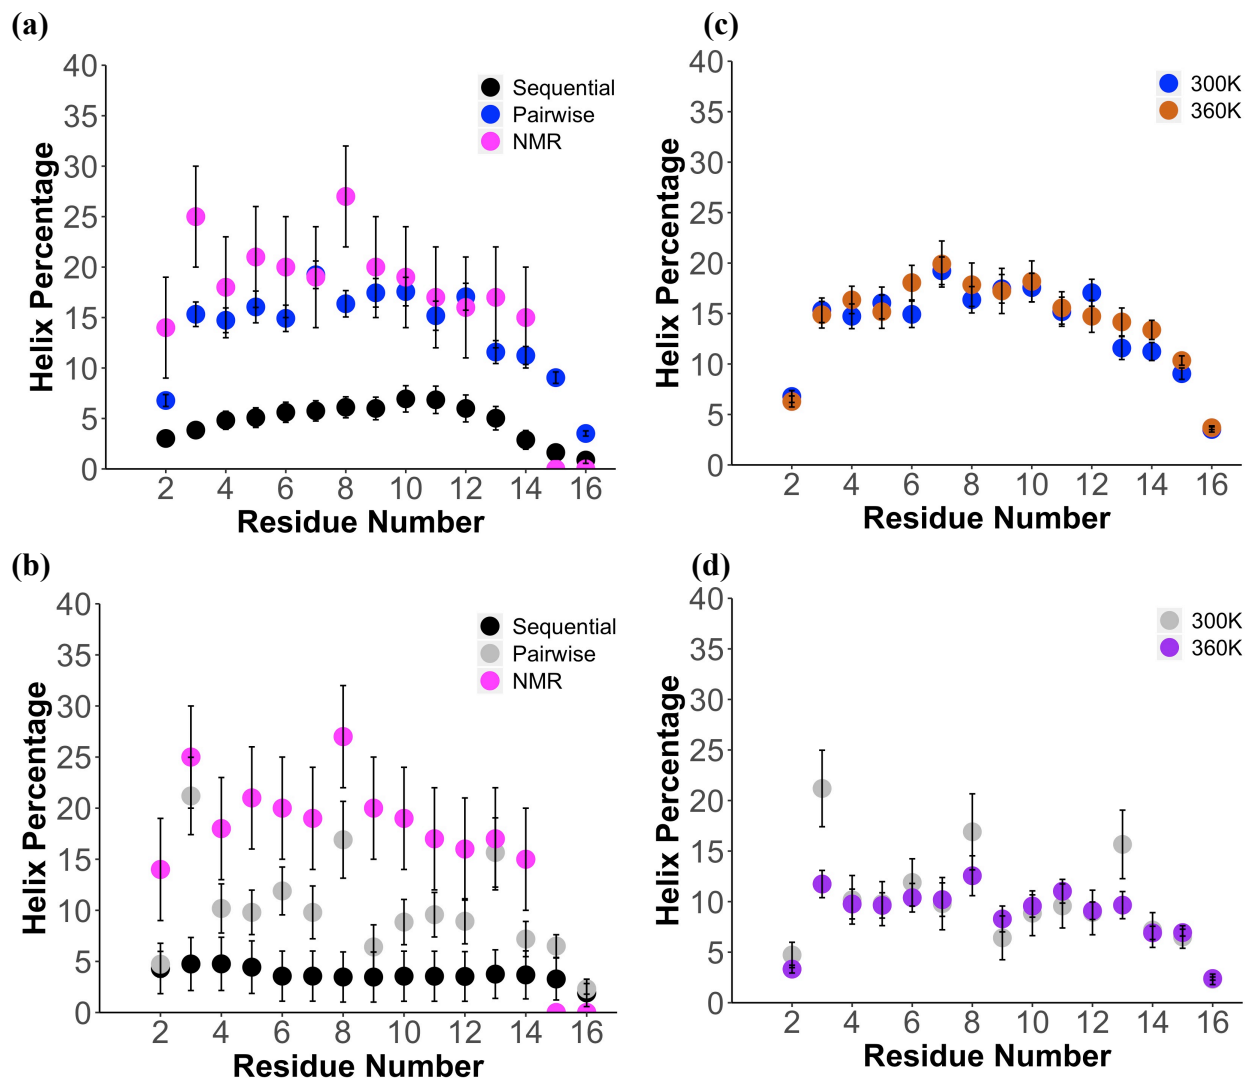 (a)
Helix Percentage
40
35
30
25
20
15
10
5
0
Sequential
Pairwise
NMR
2 4 6 8 10 12 14 16
Residue Number
(c)
Helix Percentage
40
35
30
25
20
15
10
5
0
300K
360K
2 4 6 8 10 12 14 16
Residue Number
(b)
Helix Percentage
40
35
30
25
20
15
10
5
0
Sequential
Pairwise
NMR
2 4 6 8 10 12 14 16
Residue Number
(d)
Helix Percentage
40
35
30
25
20
15
10
5
0
300K
360K
2 4 6 8 10 12 14 16
Residue Number